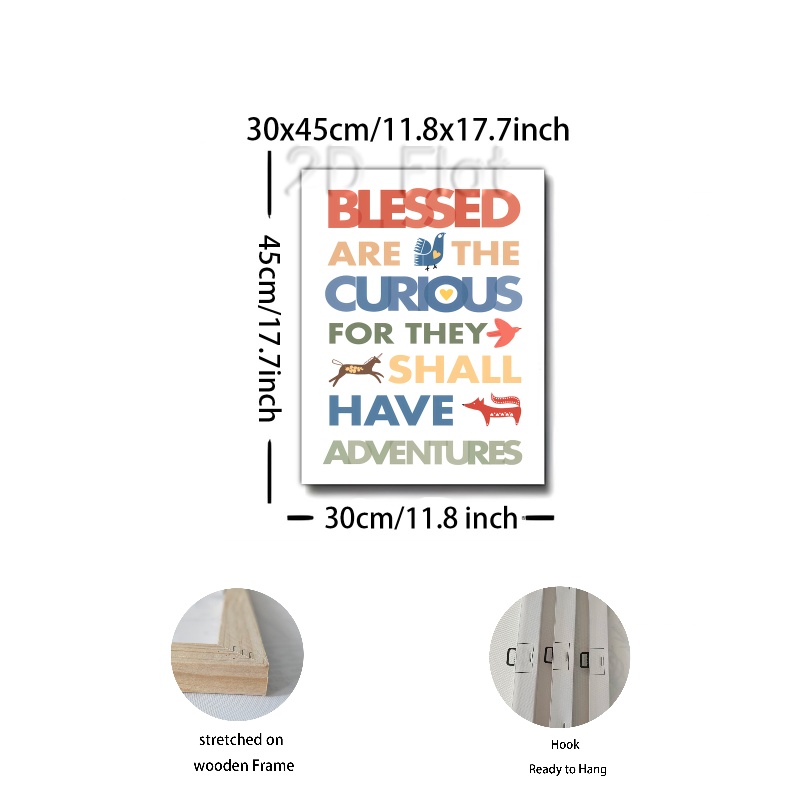 30x45cm/11.8x17.7inch
2D Flat
BLESSED
ARE THE
CURIOUS
FOR THEY
SHALL
HAVE
ADVENTURES
45cm/17.7inch
30cm/11.8 inch
stretched on
wooden Frame
Hook
Ready to Hang